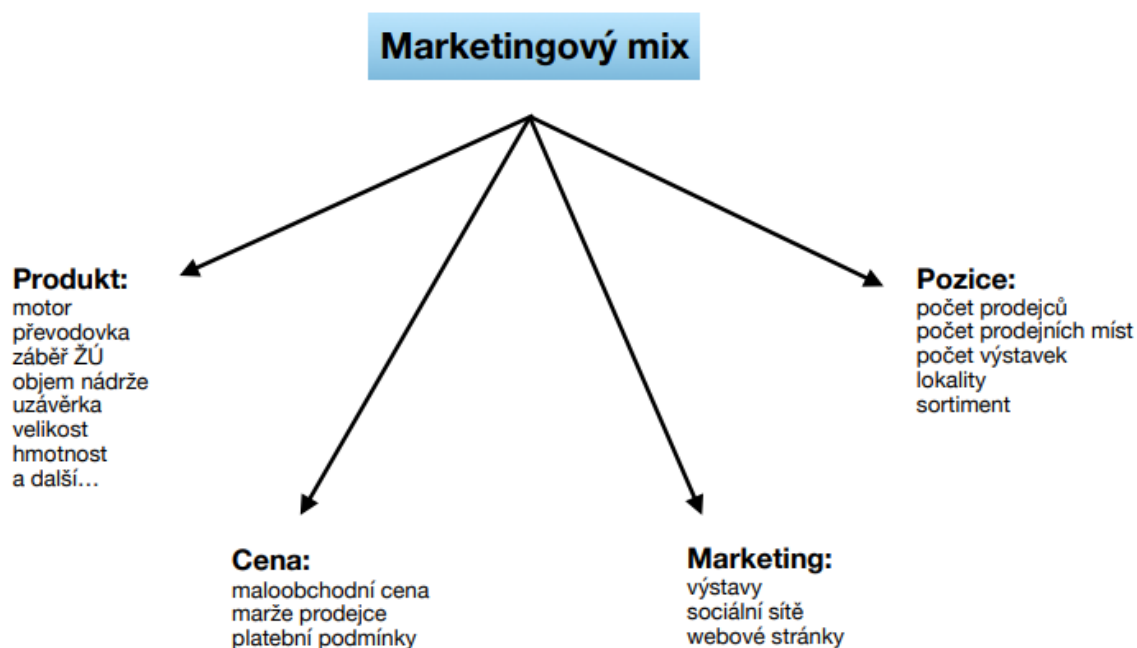 Marketingový mix
Produkt:
motor
převodovka
záběř ŽÚ
objem nádrže
uzávěrka
velikost
hmotnost
a další…
Pozice:
počet prodejců
počet prodejních míst
počet výstavek
lokality
sortiment
Cena:
maloobchodní cena
marže prodejce
platební podmínky
Marketing:
výstavy
sociální sítě
webové stránky